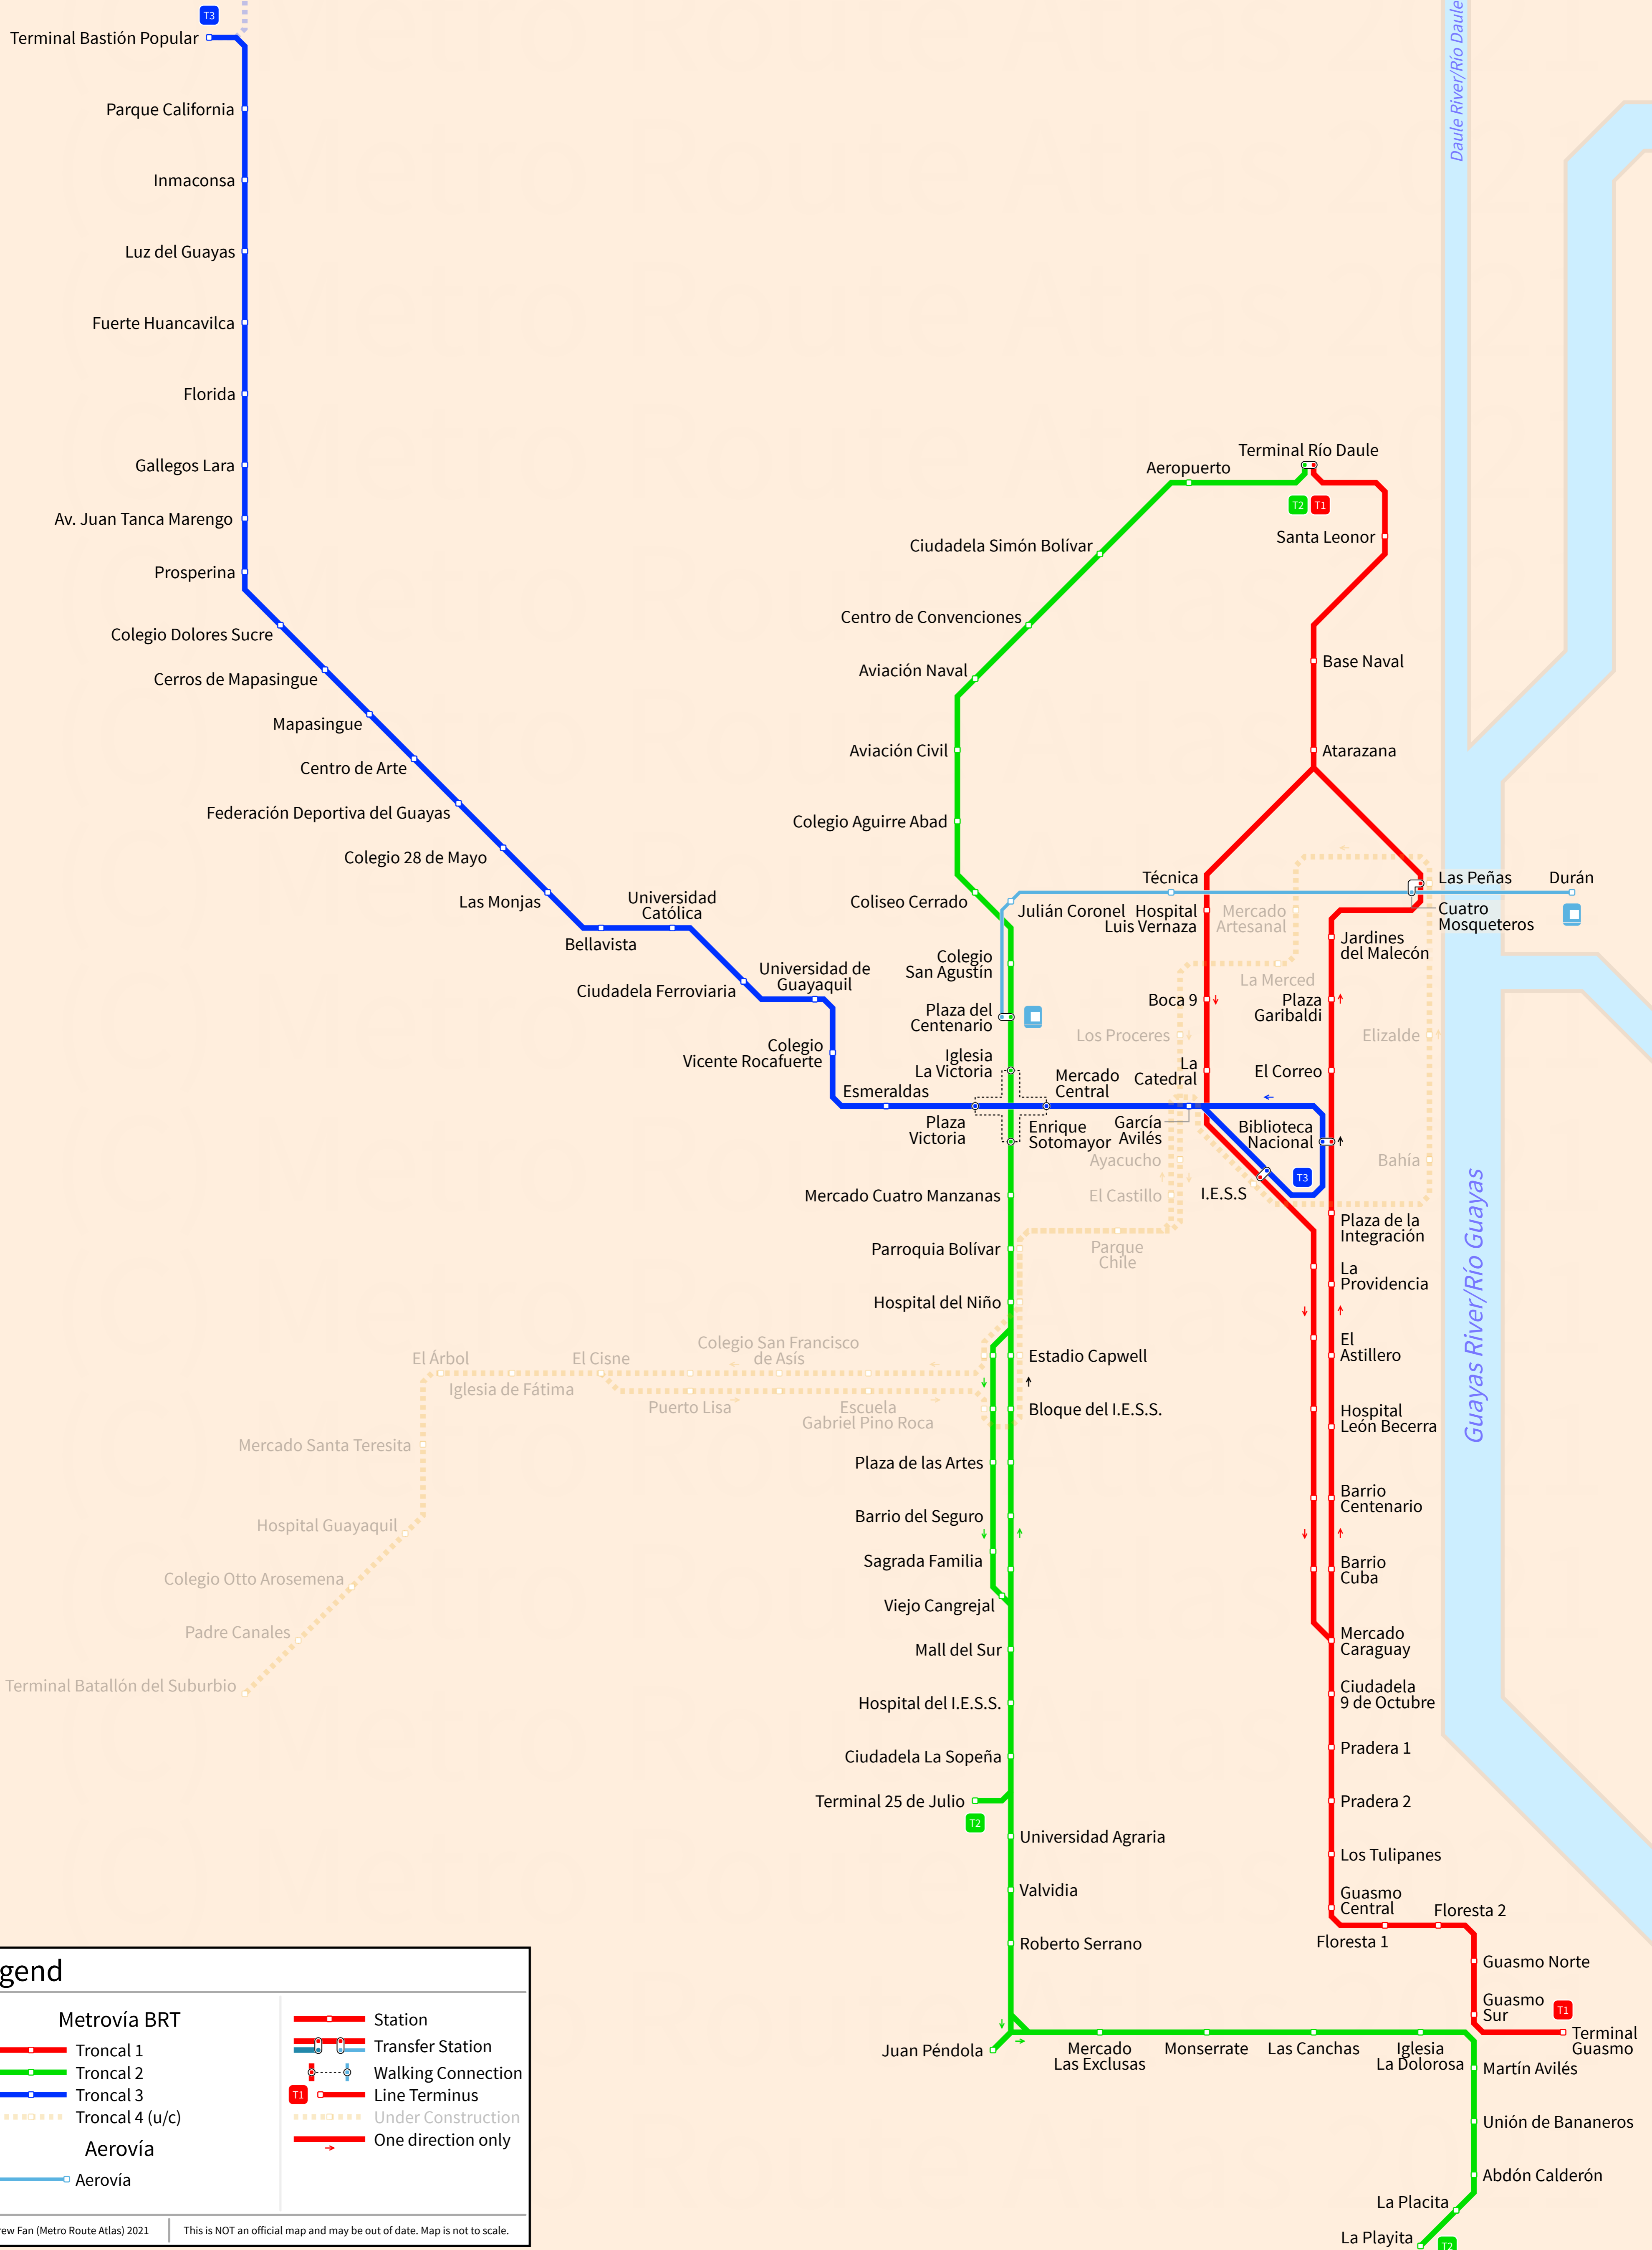 T3
Terminal Bastión Popular
Parque California
Inmaconsa
Luz del Guayas
Fuerte Huancavilca
Florida
Gallegos Lara
Av. Juan Tanca Marengo
Prosperina
Colegio Dolores Sucre
Cerros de Mapasingue
Mapasingue
Centro de Arte
Federación Deportiva del Guayas
Colegio 28 de Mayo
Las Monjas
Bellavista
Universidad
Católica
Ciudadela Ferroviaria
Universidad de
Guayaquil
Colegio
Vicente Rocafuerte
Esmeraldas
Plaza
Victoria
Mercado
Central
García
Avilés
Biblioteca
Nacional
T3
I.E.S.S
Daule River/Río Daule
Guayas River/Río Guayas
Terminal Río Daule
T2
T1
Aeropuerto
Ciudadela Simón Bolívar
Centro de Convenciones
Aviación Naval
Aviación Civil
Colegio Aguirre Abad
Coliseo Cerrado
Julián Coronel
Técnica
Las Peñas
Durán
Cuatro
Mosqueteros
Colegio
San Agustín
Plaza del
Centenario
Iglesia
La Victoria
Enrique
Sotomayor
Mercado Cuatro Manzanas
Parroquia Bolívar
Hospital del Niño
Estadio Capwell
Bloque del I.E.S.S.
Plaza de las Artes
Barrio del Seguro
Sagrada Familia
Viejo Cangrejal
Mall del Sur
Hospital del I.E.S.S.
Ciudadela La Sopeña
Terminal 25 de Julio
T2
Universidad Agraria
Valvidia
Roberto Serrano
Juan Péndola
Mercado
Las Exclusas
Monserrate
Las Canchas
Iglesia
La Dolorosa
Martín Avilés
Unión de Bananeros
Abdón Calderón
La Placita
La Playita
T2
Santa Leonor
Base Naval
Atarazana
Hospital
Luis Vernaza
Boca 9
La
Catedral
Jardines
del Malecón
Plaza
Garibaldi
El Correo
Plaza de la
Integración
La
Providencia
El
Astillero
Hospital
León Becerra
Barrio
Centenario
Barrio
Cuba
Mercado
Caraguay
Ciudadela
9 de Octubre
Pradera 1
Pradera 2
Los Tulipanes
Guasmo
Central
Floresta 1
Floresta 2
Guasmo Norte
Guasmo
Sur
T1
Terminal
Guasmo
Mercado
Artesanal
La Merced
Los Proceres
Elizalde
Ayacucho
Bahía
El Castillo
Parque
Chile
Colegio San Francisco
de Asís
El Árbol
El Cisne
Iglesia de Fátima
Puerto Lisa
Escuela
Gabriel Pino Roca
Mercado Santa Teresita
Hospital Guayaquil
Colegio Otto Arosemena
Padre Canales
Terminal Batallón del Suburbio
gend
Metrovía BRT
Troncal 1
Troncal 2
Troncal 3
Troncal 4 (u/c)
Aerovía
Aerovía
Station
Transfer Station
Walking Connection
T1
Line Terminus
Under Construction
One direction only
rew Fan (Metro Route Atlas) 2021
This is NOT an official map and may be out of date. Map is not to scale.